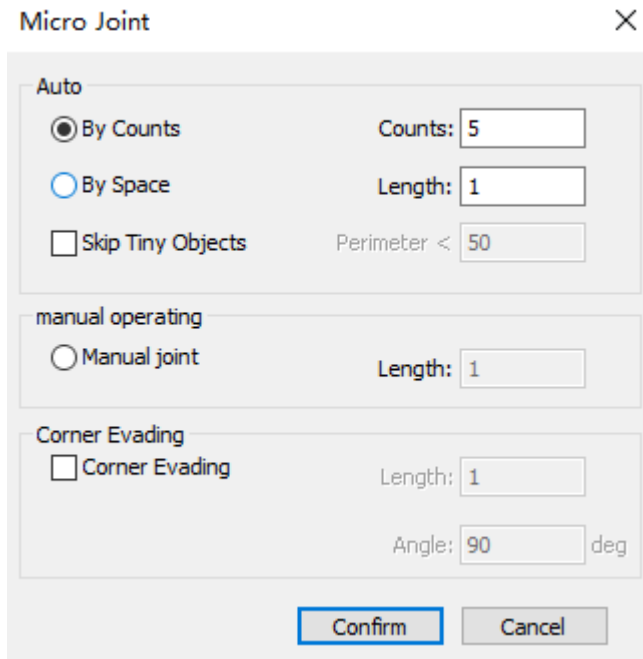 Micro Joint
Auto
By Counts Counts: 5
By Space Length: 1
Skip Tiny Objects Perimeter < 50
manual operating
Manual joint Length: 1
Corner Evading
Corner Evading Length: 1
Angle: 90 deg
Confirm Cancel